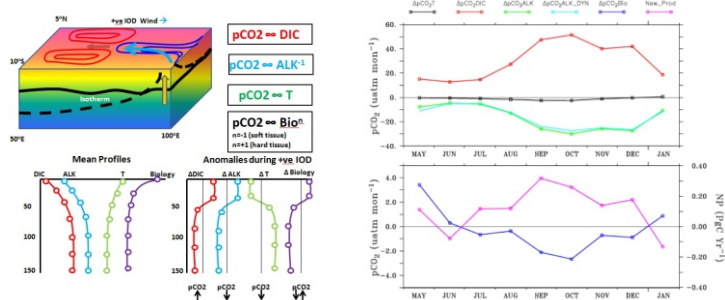 5°N
+ve IOD Wind →
10°S
Isotherm
50°E
100°E
pCO2 ∞ DIC
pCO2 ∞ ALK-1
pCO2 ∞ T
pCO2 ∞ Bion
n=-1 (soft tissue)
n=+1 (hard tissue)
Mean Profiles
DIC ALK T Biology
50
100
150
Anomalies during +ve IOD
ΔDIC Δ ALK Δ T Δ Biology
50
100
150
pCO2 pCO2 pCO2 pCO2
ΔpCO2T ΔpCO2DIC ΔpCO2ALK ΔpCO2ALK_DYN ΔpCO2Bio New_Prod
pCO2 (uatm mon-1)
60.
40.
20.
0.
-20.
-40.
MAY JUN JUL AUG SEP OCT NOV DEC JAN
pCO2 (uatm mon-1)
4.0
2.0
0.0
-2.0
-4.0
0.40
0.20
0.00
-0.20
-0.40
NP (PgC Yr-1)
MAY JUN JUL AUG SEP OCT NOV DEC JAN